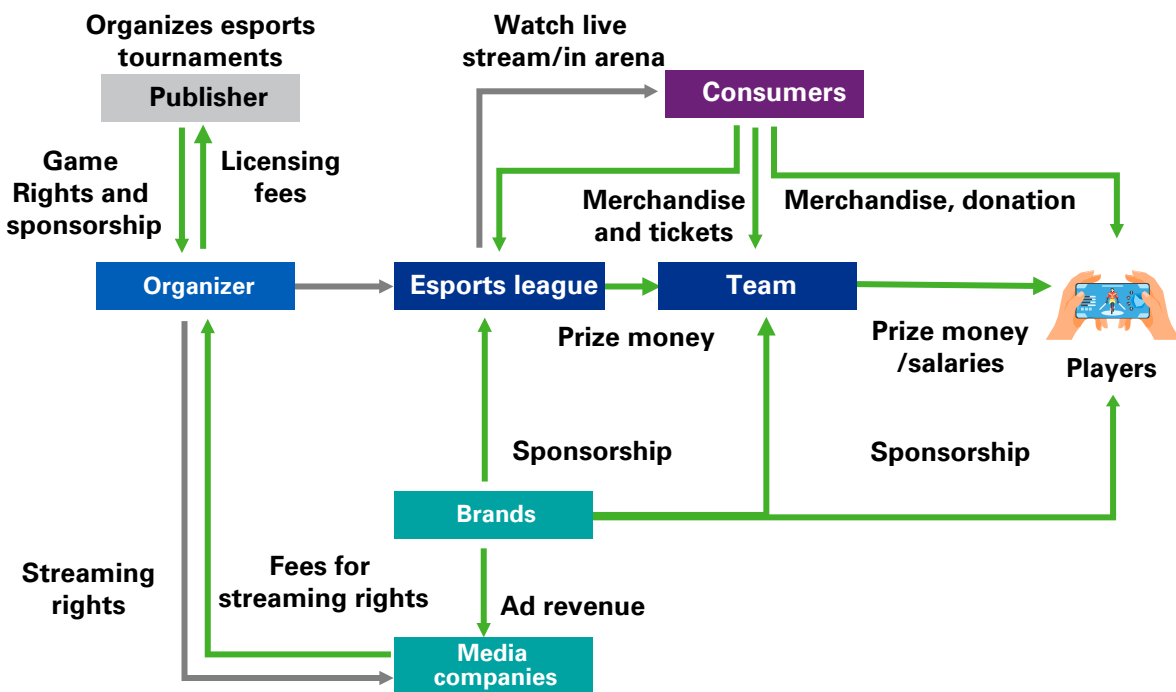 Organizes esports
tournaments
Publisher
Watch live
stream/in arena
Consumers
Game
Rights and
sponsorship
Licensing
fees
Merchandise
and tickets
Merchandise, donation
Organizer
Esports league
Team
Prize money
Prize money
/salaries
Players
Sponsorship
Sponsorship
Brands
Streaming
rights
Fees for
streaming rights
Ad revenue
Media
companies